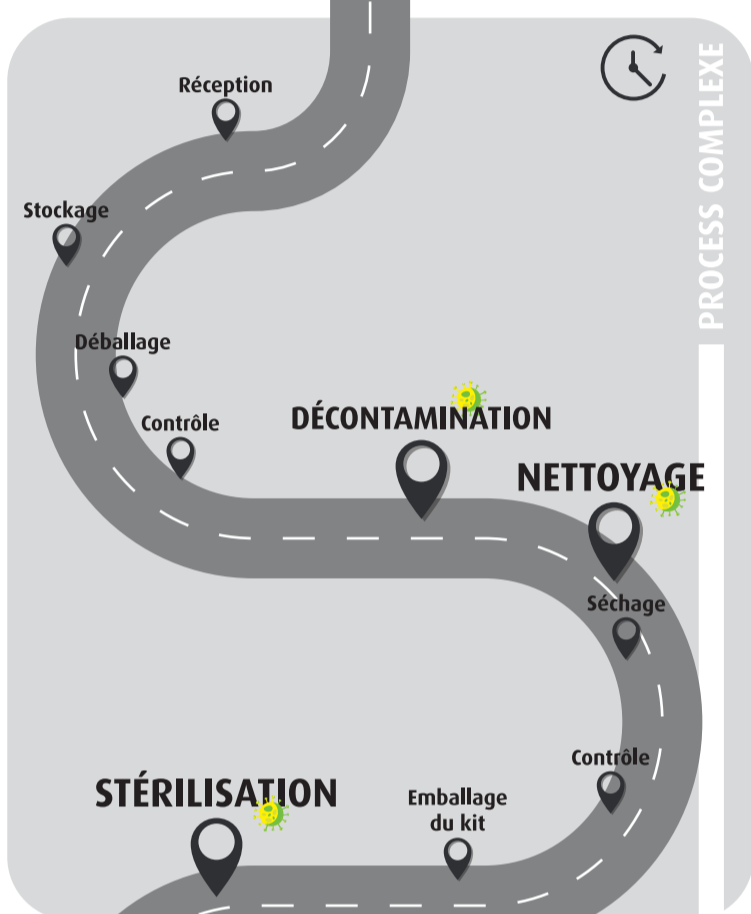 PROCESS COMPLEXE
Réception
Stockage
Déballage
Contrôle
DÉCONTAMINATION
NETTOYAGE
Séchage
Contrôle
Emballage
du kit
STÉRILISATION